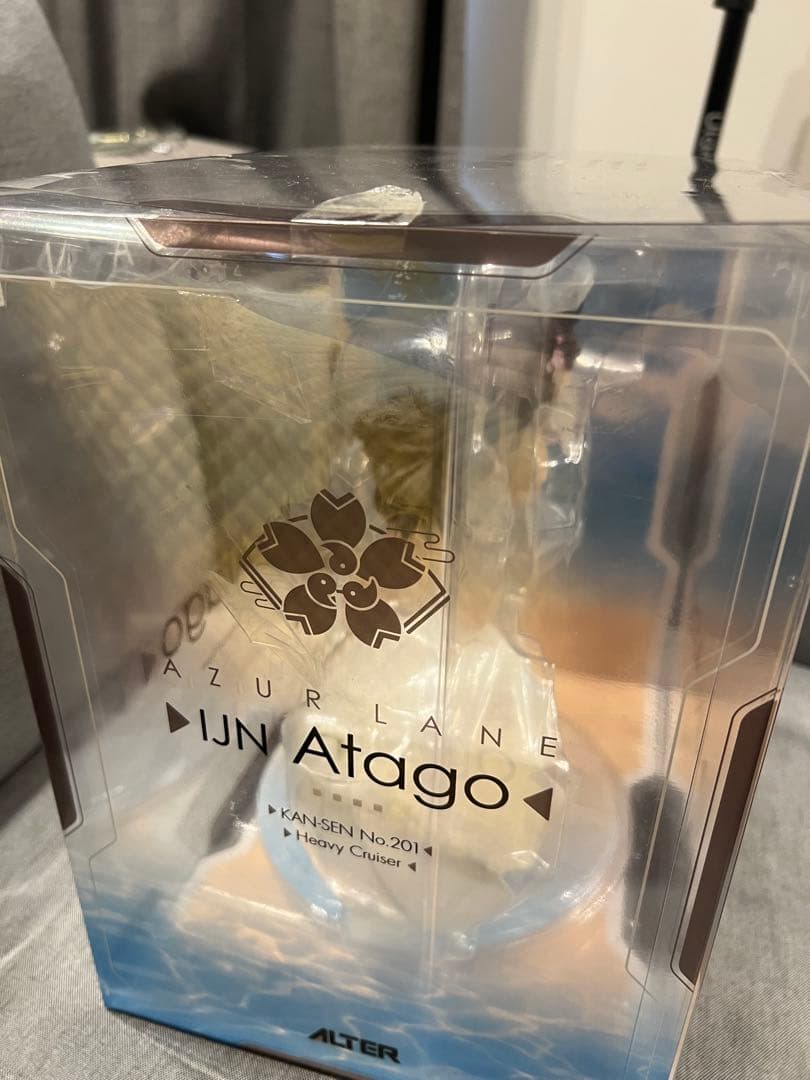 AZUR LANE
▶IJN Atago◀
▶KAN-SEN No.201◀
▶Heavy Cruiser◀
ALTER